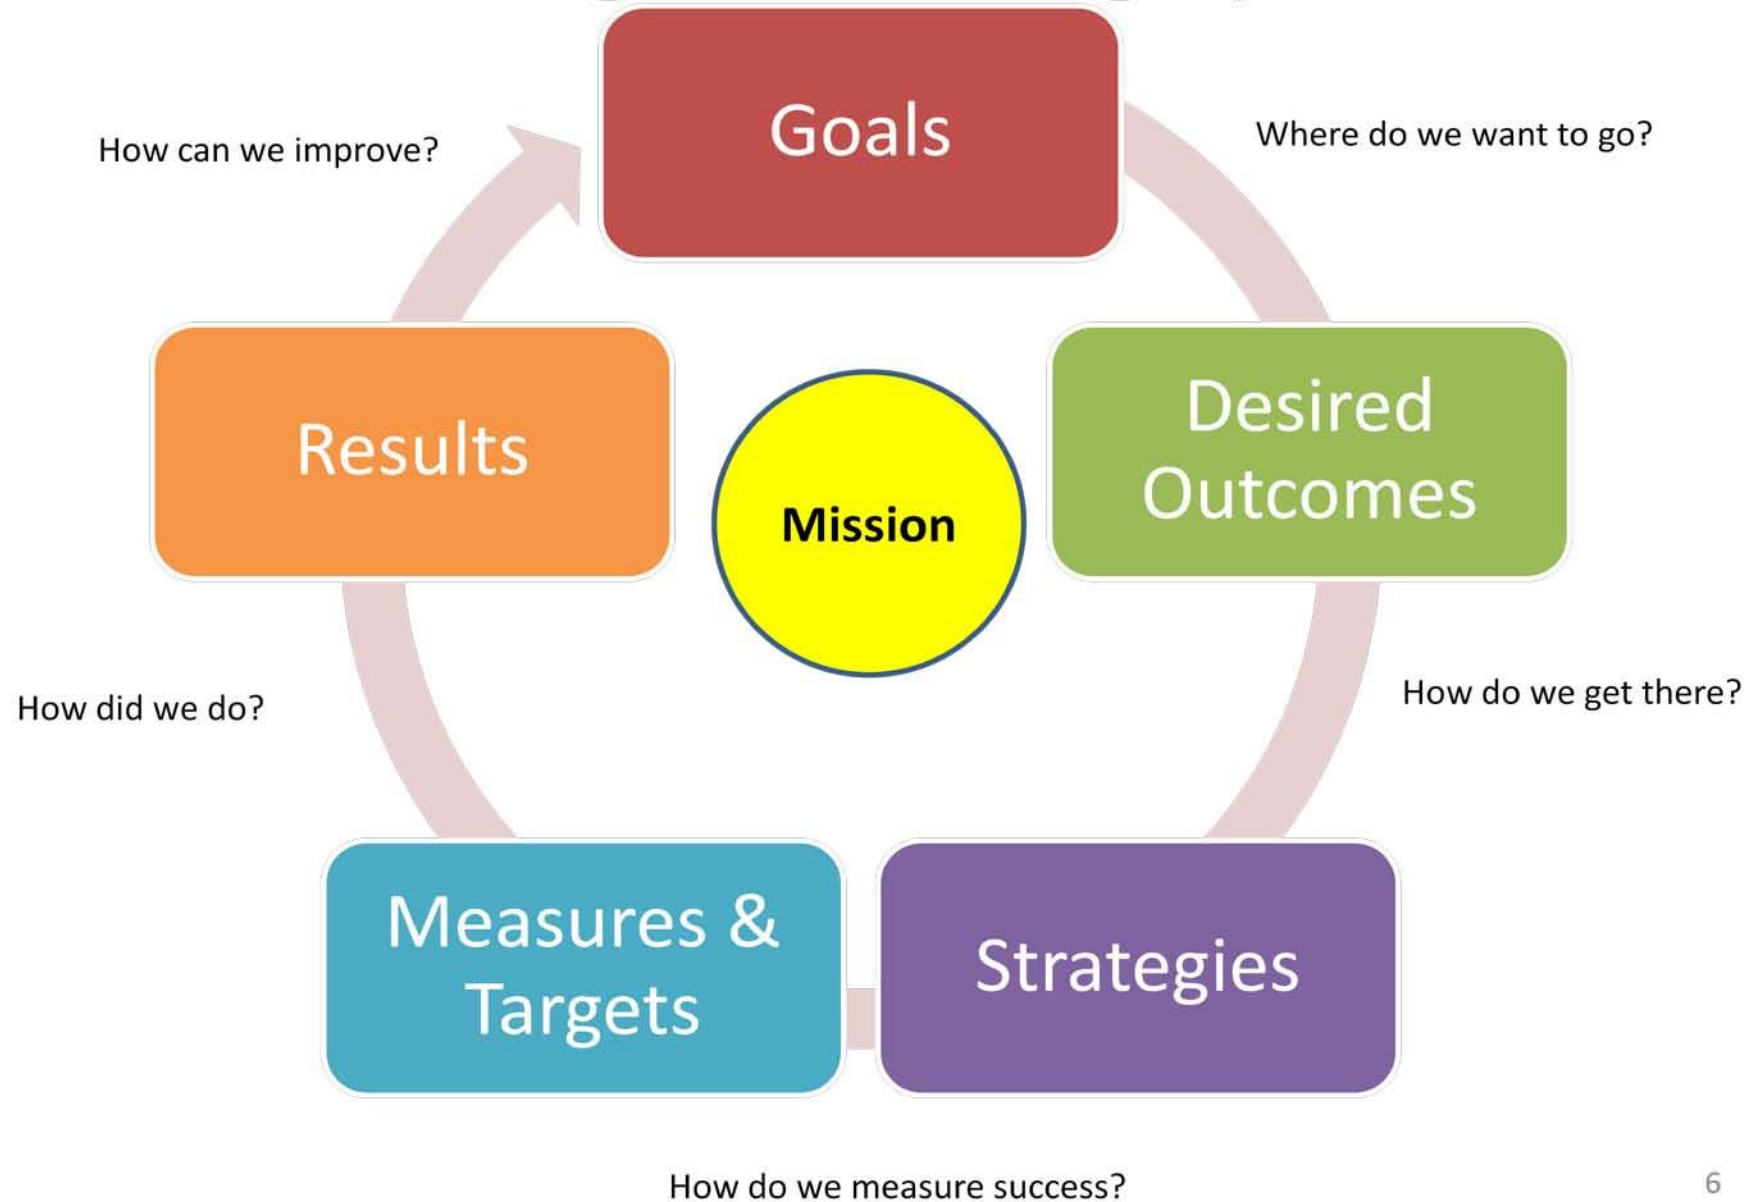 Goals
Where do we want to go?
How can we improve?
Desired
Outcomes
Results
Mission
How do we get there?
How did we do?
Measures &
Targets
Strategies
How do we measure success?
6